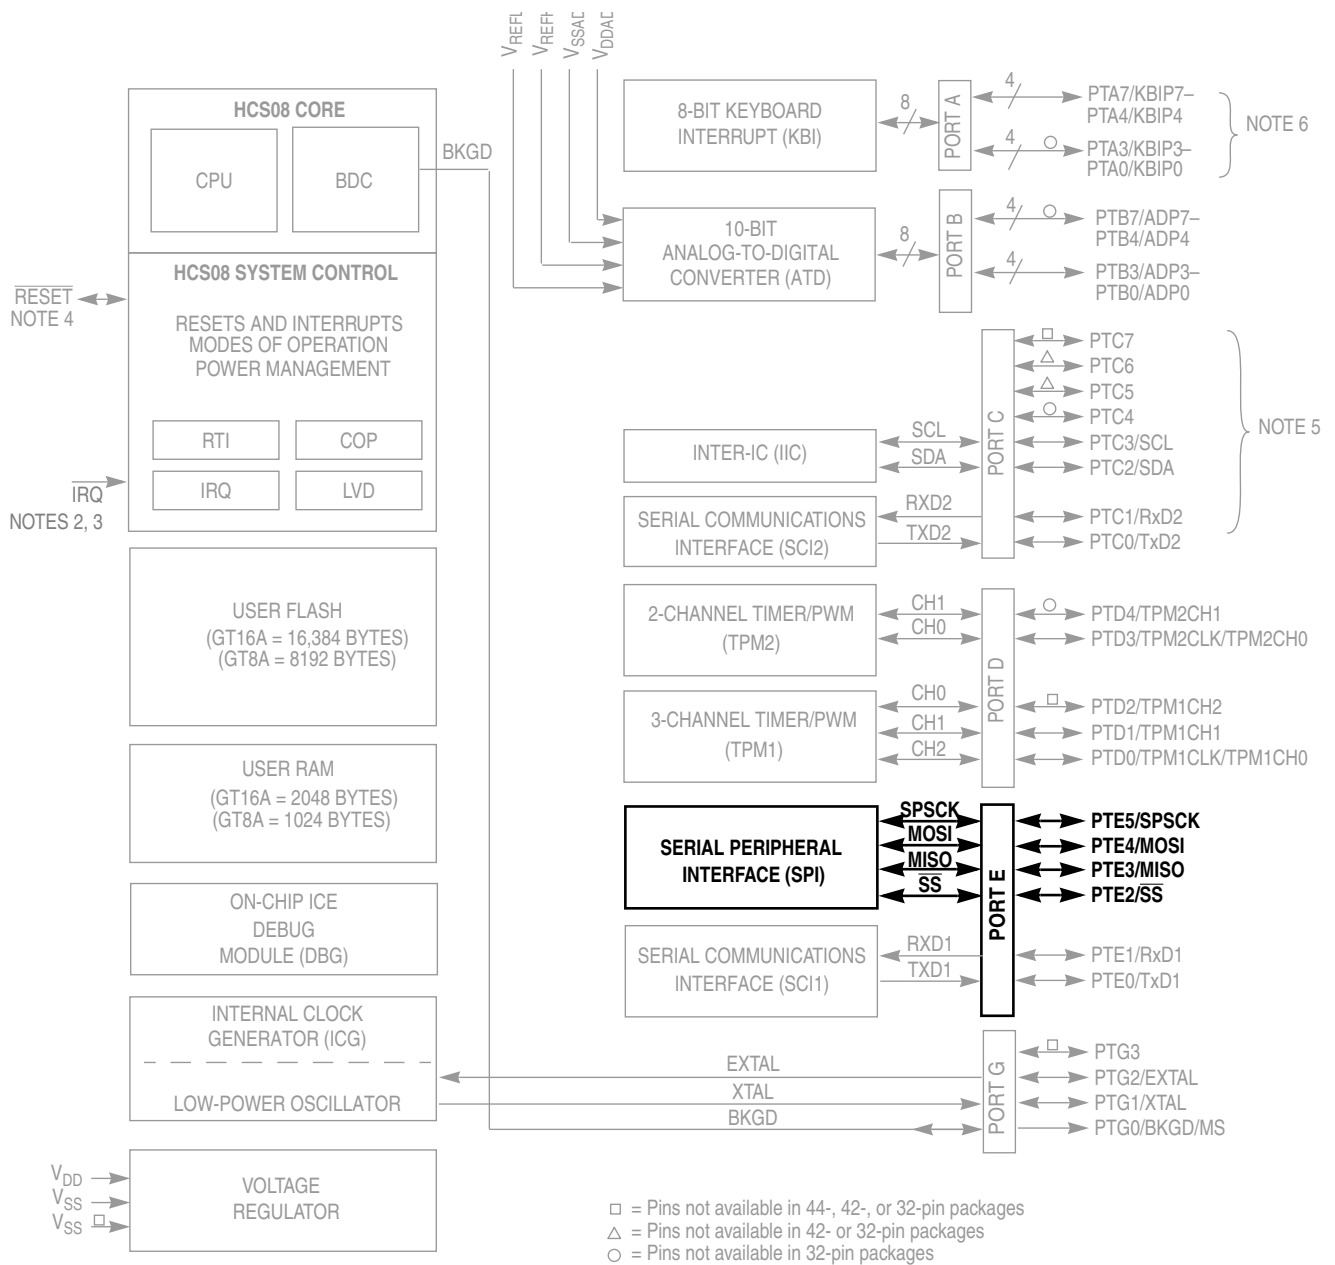 VREFL
VREFH
VSSAD
VDDAD
HCS08 CORE
CPU
BDC
BKGD
HCS08 SYSTEM CONTROL
RESETS AND INTERRUPTS
MODES OF OPERATION
POWER MANAGEMENT
RTI
COP
IRQ
LVD
RESET
NOTE 4
IRQ
NOTES 2, 3
USER FLASH
(GT16A = 16,384 BYTES)
(GT8A = 8192 BYTES)
USER RAM
(GT16A = 2048 BYTES)
(GT8A = 1024 BYTES)
ON-CHIP ICE
DEBUG
MODULE (DBG)
INTERNAL CLOCK
GENERATOR (ICG)
LOW-POWER OSCILLATOR
VDD
VSS
VSS
VOLTAGE
REGULATOR
8-BIT KEYBOARD
INTERRUPT (KBI)
8
PORT A
4
PTA7/KBIP7–
PTA4/KBIP4
4
PTA3/KBIP3–
PTA0/KBIP0
NOTE 6
10-BIT
ANALOG-TO-DIGITAL
CONVERTER (ATD)
8
PORT B
4
PTB7/ADP7–
PTB4/ADP4
4
PTB3/ADP3–
PTB0/ADP0
INTER-IC (IIC)
SCL
SDA
SERIAL COMMUNICATIONS
INTERFACE (SCI2)
RXD2
TXD2
PORT C
PTC7
PTC6
PTC5
PTC4
PTC3/SCL
PTC2/SDA
PTC1/RxD2
PTC0/TxD2
NOTE 5
2-CHANNEL TIMER/PWM
(TPM2)
CH1
CH0
3-CHANNEL TIMER/PWM
(TPM1)
CH0
CH1
CH2
PORT D
PTD4/TPM2CH1
PTD3/TPM2CLK/TPM2CH0
PTD2/TPM1CH2
PTD1/TPM1CH1
PTD0/TPM1CLK/TPM1CH0
SERIAL PERIPHERAL
INTERFACE (SPI)
SPSCK
MOSI
MISO
SS
SERIAL COMMUNICATIONS
INTERFACE (SCI1)
RXD1
TXD1
PORT E
PTE5/SPSCK
PTE4/MOSI
PTE3/MISO
PTE2/SS
PTE1/RxD1
PTE0/TxD1
EXTAL
XTAL
BKGD
PORT G
PTG3
PTG2/EXTAL
PTG1/XTAL
PTG0/BKGD/MS
= Pins not available in 44-, 42-, or 32-pin packages
= Pins not available in 42- or 32-pin packages
= Pins not available in 32-pin packages